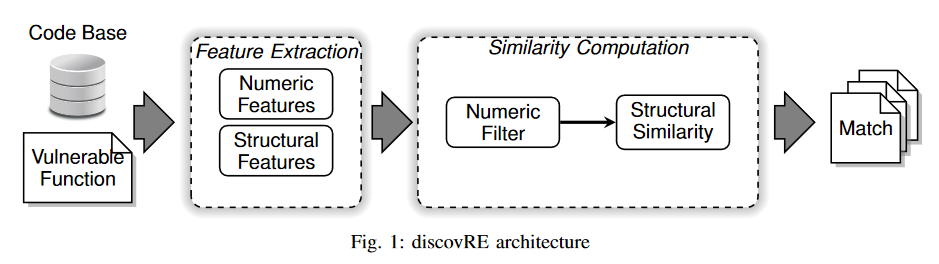 Code Base
Vulnerable
Function
Feature Extraction
Numeric
Features
Structural
Features
Similarity Computation
Numeric
Filter
Structural
Similarity
Match
Fig. 1: discovRE architecture